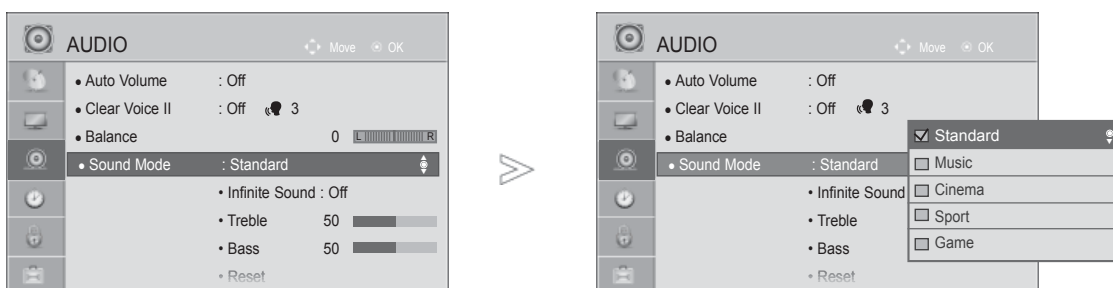 AUDIO
Move OK
• Auto Volume : Off
• Clear Voice II : Off 3
• Balance 0 L R
• Sound Mode : Standard
• Infinite Sound : Off
• Treble 50
• Bass 50
• Reset
>
AUDIO
Move OK
• Auto Volume : Off
• Clear Voice II : Off 3
• Balance
• Sound Mode : Standard
• Infinite Sound
• Treble
• Bass
• Reset
Standard
Music
Cinema
Sport
Game